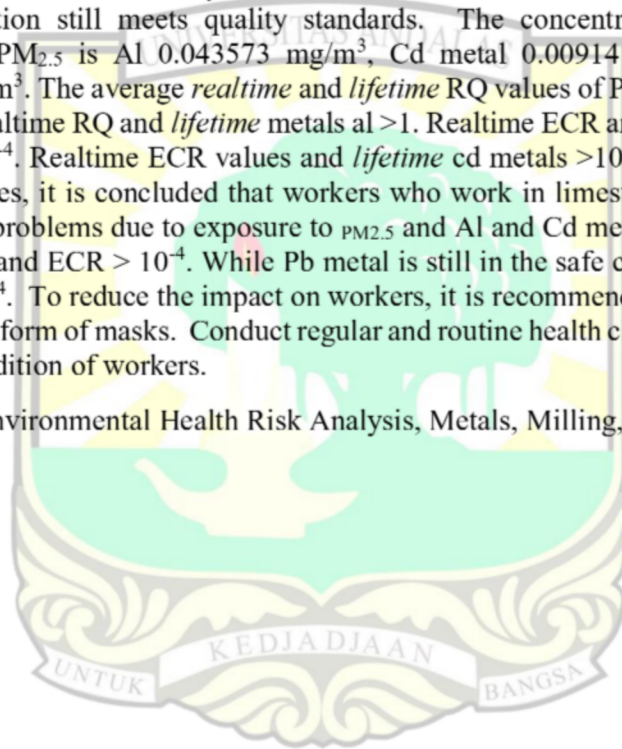 tion still meets quality standards. The concentr
UNIVERSITAS ANDALAS
PM2.5 is Al 0.043573 mg/m³, Cd metal 0.00914
m³. The average realtime and lifetime RQ values of P
altime RQ and lifetime metals al >1. Realtime ECR an
⁻⁴. Realtime ECR values and lifetime cd metals >10
es, it is concluded that workers who work in limes
problems due to exposure to PM2.5 and Al and Cd me
and ECR > 10⁻⁴. While Pb metal is still in the safe c
⁴. To reduce the impact on workers, it is recommen
form of masks. Conduct regular and routine health c
dition of workers.
nvironmental Health Risk Analysis, Metals, Milling,
KEDJADJAAN
UNTUK
BANGSA